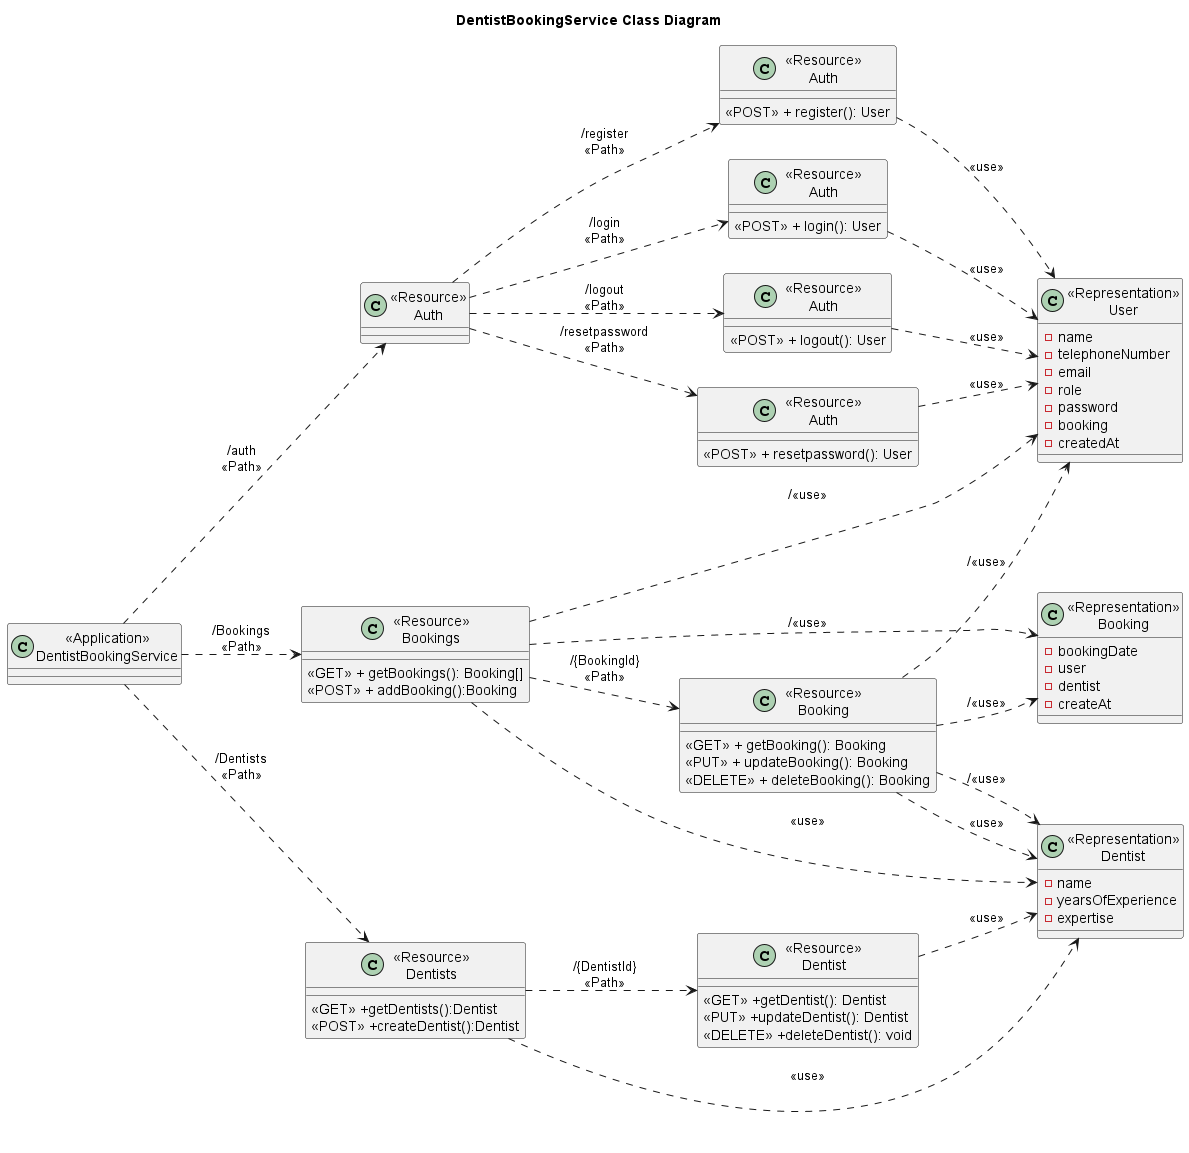 DentistBookingService Class Diagram
«Resource»
Auth
«POST» + register(): User
/register
«Path»
«use»
«Resource»
Auth
«POST» + login(): User
/login
«Path»
«use»
«Resource»
Auth
/logout
«Path»
«Resource»
Auth
«POST» + logout(): User
«use»
/resetpassword
«Path»
«Resource»
Auth
«POST» + resetpassword(): User
«use»
«Representation»
User
name
telephoneNumber
email
role
password
booking
createdAt
/auth
«Path»
/«use»
/«use»
«Application»
DentistBookingService
/Bookings
«Path»
«Resource»
Bookings
«GET» + getBookings(): Booking[]
«POST» + addBooking():Booking
/«use»
/{BookingId}
«Path»
«Resource»
Booking
«GET» + getBooking(): Booking
«PUT» + updateBooking(): Booking
«DELETE» + deleteBooking(): Booking
/«use»
«Representation»
Booking
bookingDate
user
dentist
createAt
/Dentists
«Path»
/«use»
«use»
«use»
«Representation»
Dentist
name
yearsOfExperience
expertise
«Resource»
Dentists
«GET» +getDentists():Dentist
«POST» +createDentist():Dentist
/{DentistId}
«Path»
«Resource»
Dentist
«GET» +getDentist(): Dentist
«PUT» +updateDentist(): Dentist
«DELETE» +deleteDentist(): void
«use»
«use»